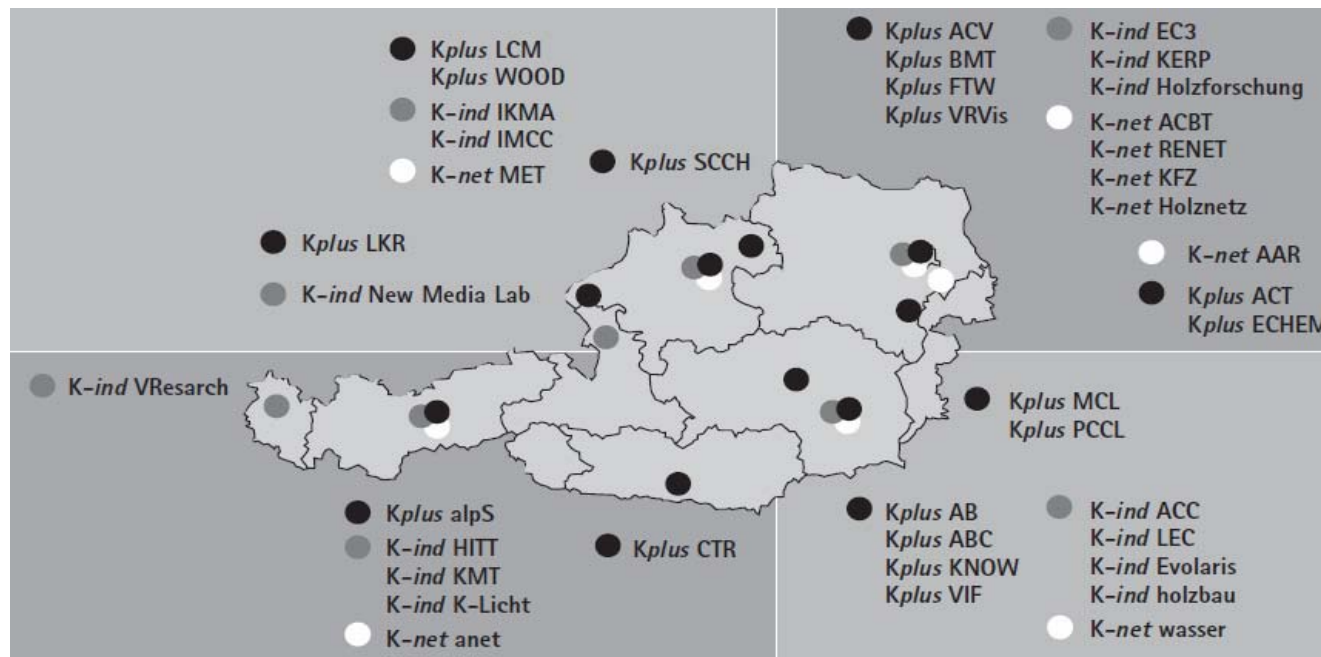 Kplus LCM
Kplus WOOD
K-ind IKMA
K-ind IMCC
K-net MET
Kplus SCCH
Kplus LKR
K-ind New Media Lab
Kplus ACV
Kplus BMT
Kplus FTW
Kplus VRVis
K-ind EC3
K-ind KERP
K-ind Holzforschung
K-net ACBT
K-net RENET
K-net KFZ
K-net Holznetz
K-net AAR
Kplus ACT
Kplus ECHEM
K-ind VResarch
Kplus alpS
K-ind HITT
K-ind KMT
K-ind K-Licht
K-net anet
Kplus CTR
Kplus MCL
Kplus PCCL
Kplus AB
Kplus ABC
Kplus KNOW
Kplus VIF
K-ind ACC
K-ind LEC
K-ind Evolaris
K-ind holzbau
K-net wasser